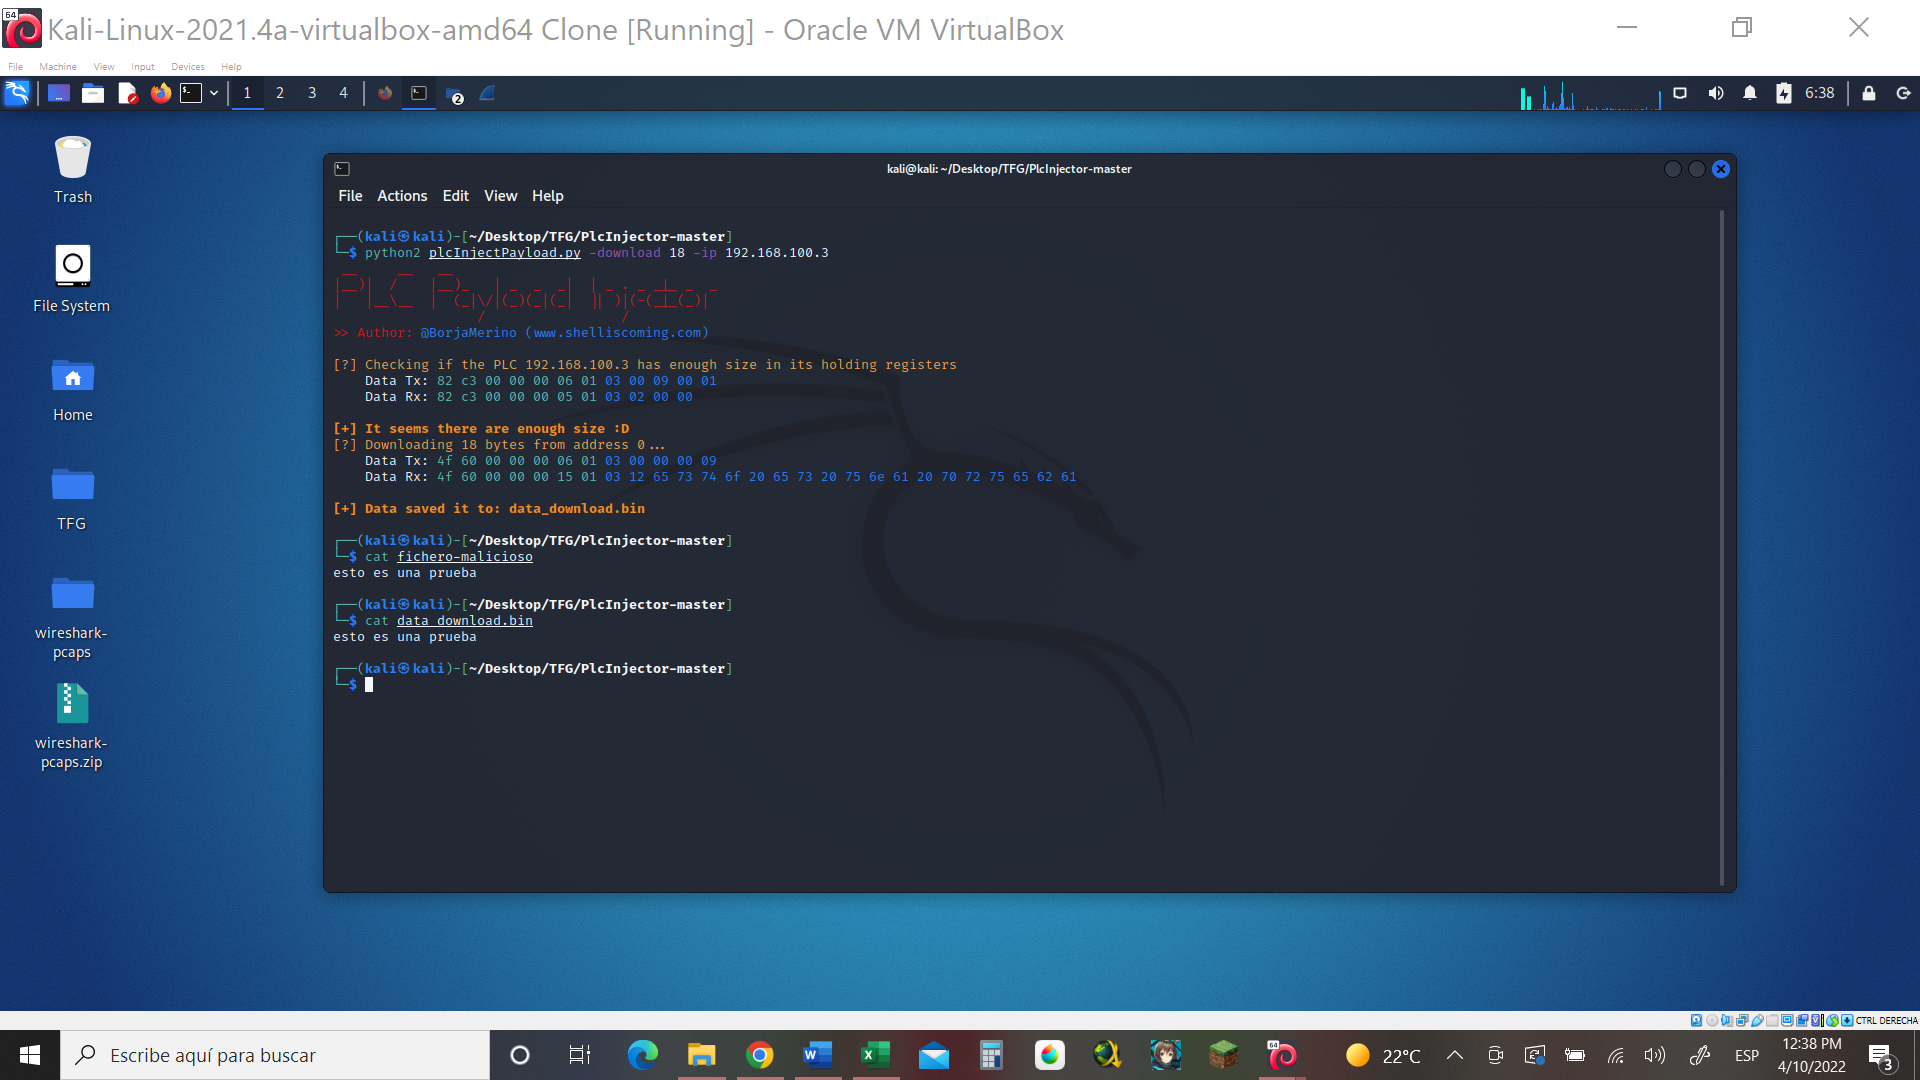 Kali-Linux-2021.4a-virtualbox-amd64 Clone [Running] - Oracle VM VirtualBox
File Machine View Input Devices Help
1 2 3 4
2
6:38
Trash
File System
Home
TFG
wireshark-
pcaps
wireshark-
pcaps.zip
kali@kali: ~/Desktop/TFG/PlcInjector-master
File Actions Edit View Help
┌──(kali㉿kali)-[~/Desktop/TFG/PlcInjector-master]
└─$ python2 plcInjectPayload.py -download 18 -ip 192.168.100.3
>> Author: @BorjaMerino (www.shelliscoming.com)
[?] Checking if the PLC 192.168.100.3 has enough size in its holding registers
Data Tx: 82 c3 00 00 00 06 01 03 00 09 00 01
Data Rx: 82 c3 00 00 00 05 01 03 02 00 00
[+] It seems there are enough size :D
[?] Downloading 18 bytes from address 0...
Data Tx: 4f 60 00 00 00 06 01 03 00 00 00 09
Data Rx: 4f 60 00 00 00 15 01 03 12 65 73 74 6f 20 65 73 20 75 6e 61 20 70 72 75 65 62 61
[+] Data saved it to: data_download.bin
┌──(kali㉿kali)-[~/Desktop/TFG/PlcInjector-master]
└─$ cat fichero-malicioso
esto es una prueba
┌──(kali㉿kali)-[~/Desktop/TFG/PlcInjector-master]
└─$ cat data_download.bin
esto es una prueba
┌──(kali㉿kali)-[~/Desktop/TFG/PlcInjector-master]
└─$
CTRL DERECHA
Escribe aquí para buscar
64
22°C
ESP
12:38 PM
4/10/2022
3